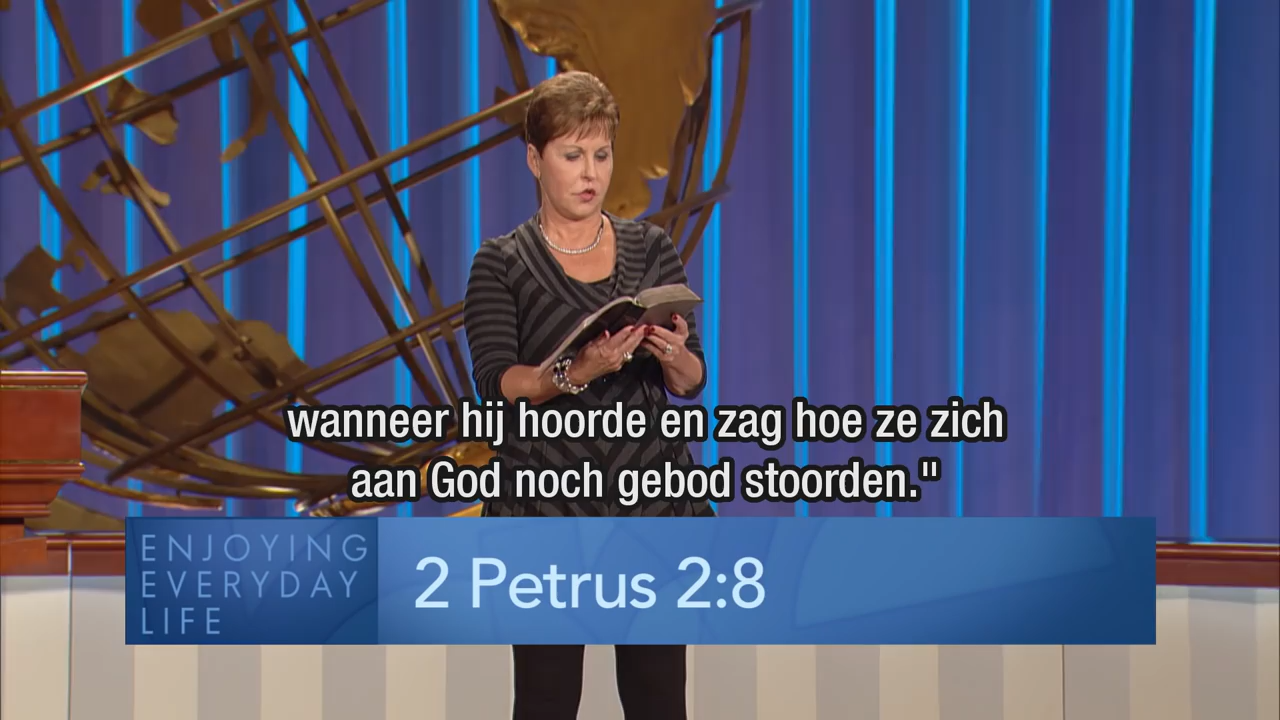 wanneer hij hoorde en zag hoe ze zich
aan God noch gebod stoorden."
ENJOYING
EVERYDAY
LIFE
2 Petrus 2:8